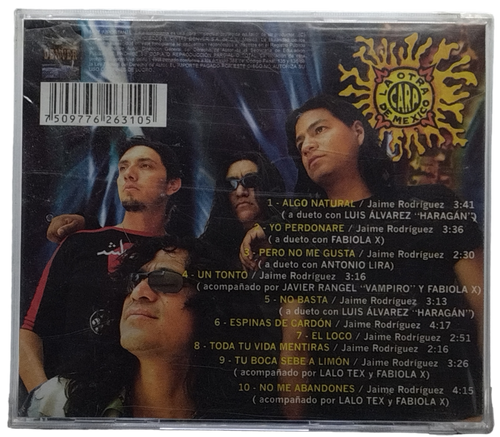 DENVER
7 509776 263105
LA OTRA
CARA
DE MEXICO
1 - ALGO NATURAL / Jaime Rodríguez 3:41
( a dueto con LUIS ÁLVAREZ "HARAGÁN")
2 - YO PERDONARE / Jaime Rodríguez 3:36
( a dueto con FABIOLA X)
3 - PERO NO ME GUSTA / Jaime Rodríguez 2:30
( a dueto con ANTONIO LIRA)
4 - UN TONTO / Jaime Rodríguez 3:16
( acompañado por JAVIER RANGEL "VAMPIRO" Y FABIOLA X)
5 - NO BASTA / Jaime Rodríguez 3:13
( a dueto con LUIS ÁLVAREZ "HARAGÁN")
6 - ESPINAS DE CARDÓN / Jaime Rodríguez 4:17
7 - EL LOCO / Jaime Rodríguez 2:51
8 - TODA TU VIDA MENTIRAS / Jaime Rodríguez 2:16
9 - TU BOCA SEBE A LIMÓN / Jaime Rodríguez 3:26
( acompañado por LALO TEX y FABIOLA X)
10 - NO ME ABANDONES / Jaime Rodríguez 4:15
( acompañado por LALO TEX y FABIOLA X)